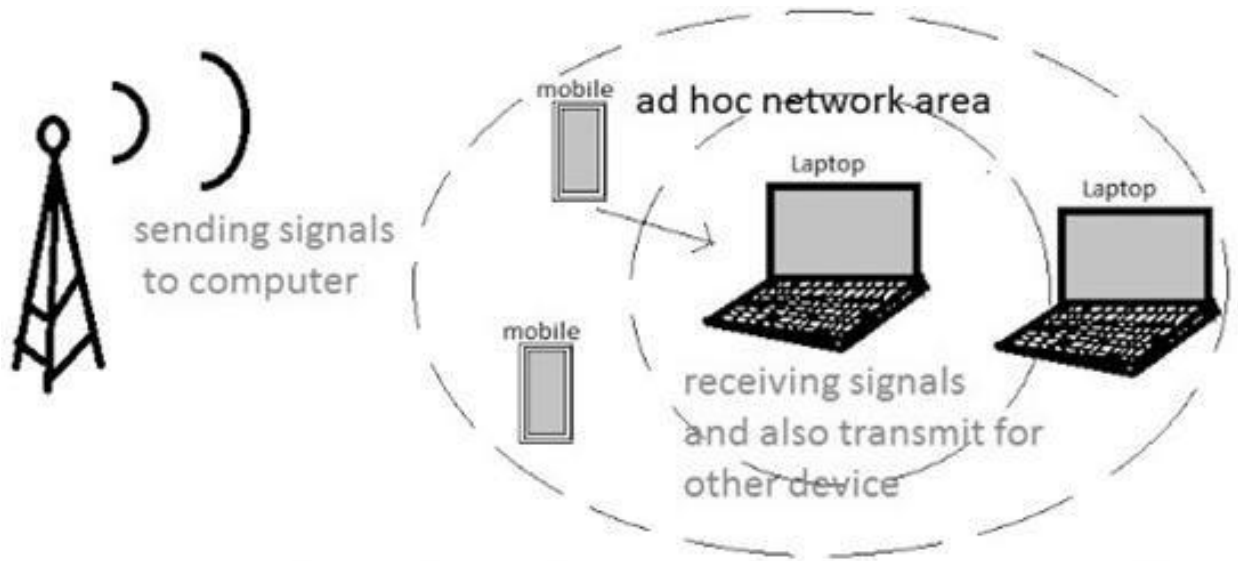 mobile
ad hoc network area
Laptop
Laptop
sending signals
to computer
mobile
receiving signals
and also transmit for
other device